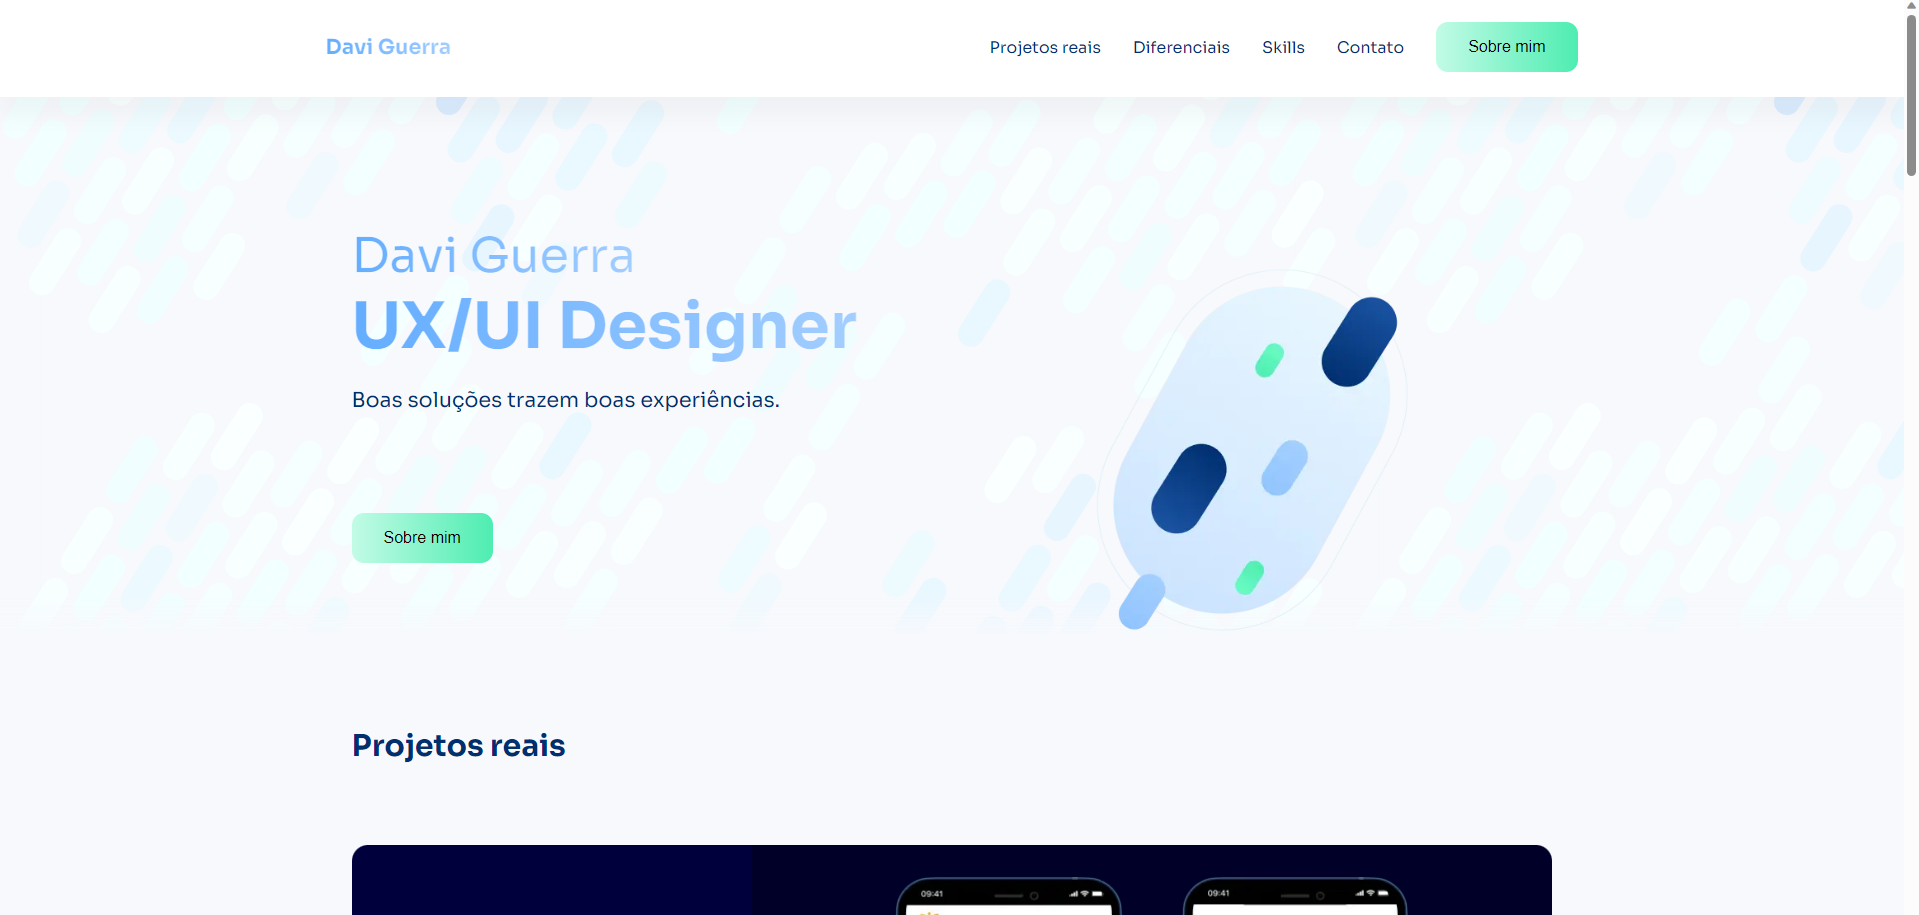 Davi Guerra
Projetos reais
Diferenciais
Skills
Contato
Sobre mim
Davi Guerra
UX/UI Designer
Boas soluções trazem boas experiências.
Sobre mim
Projetos reais
09:41
09:41